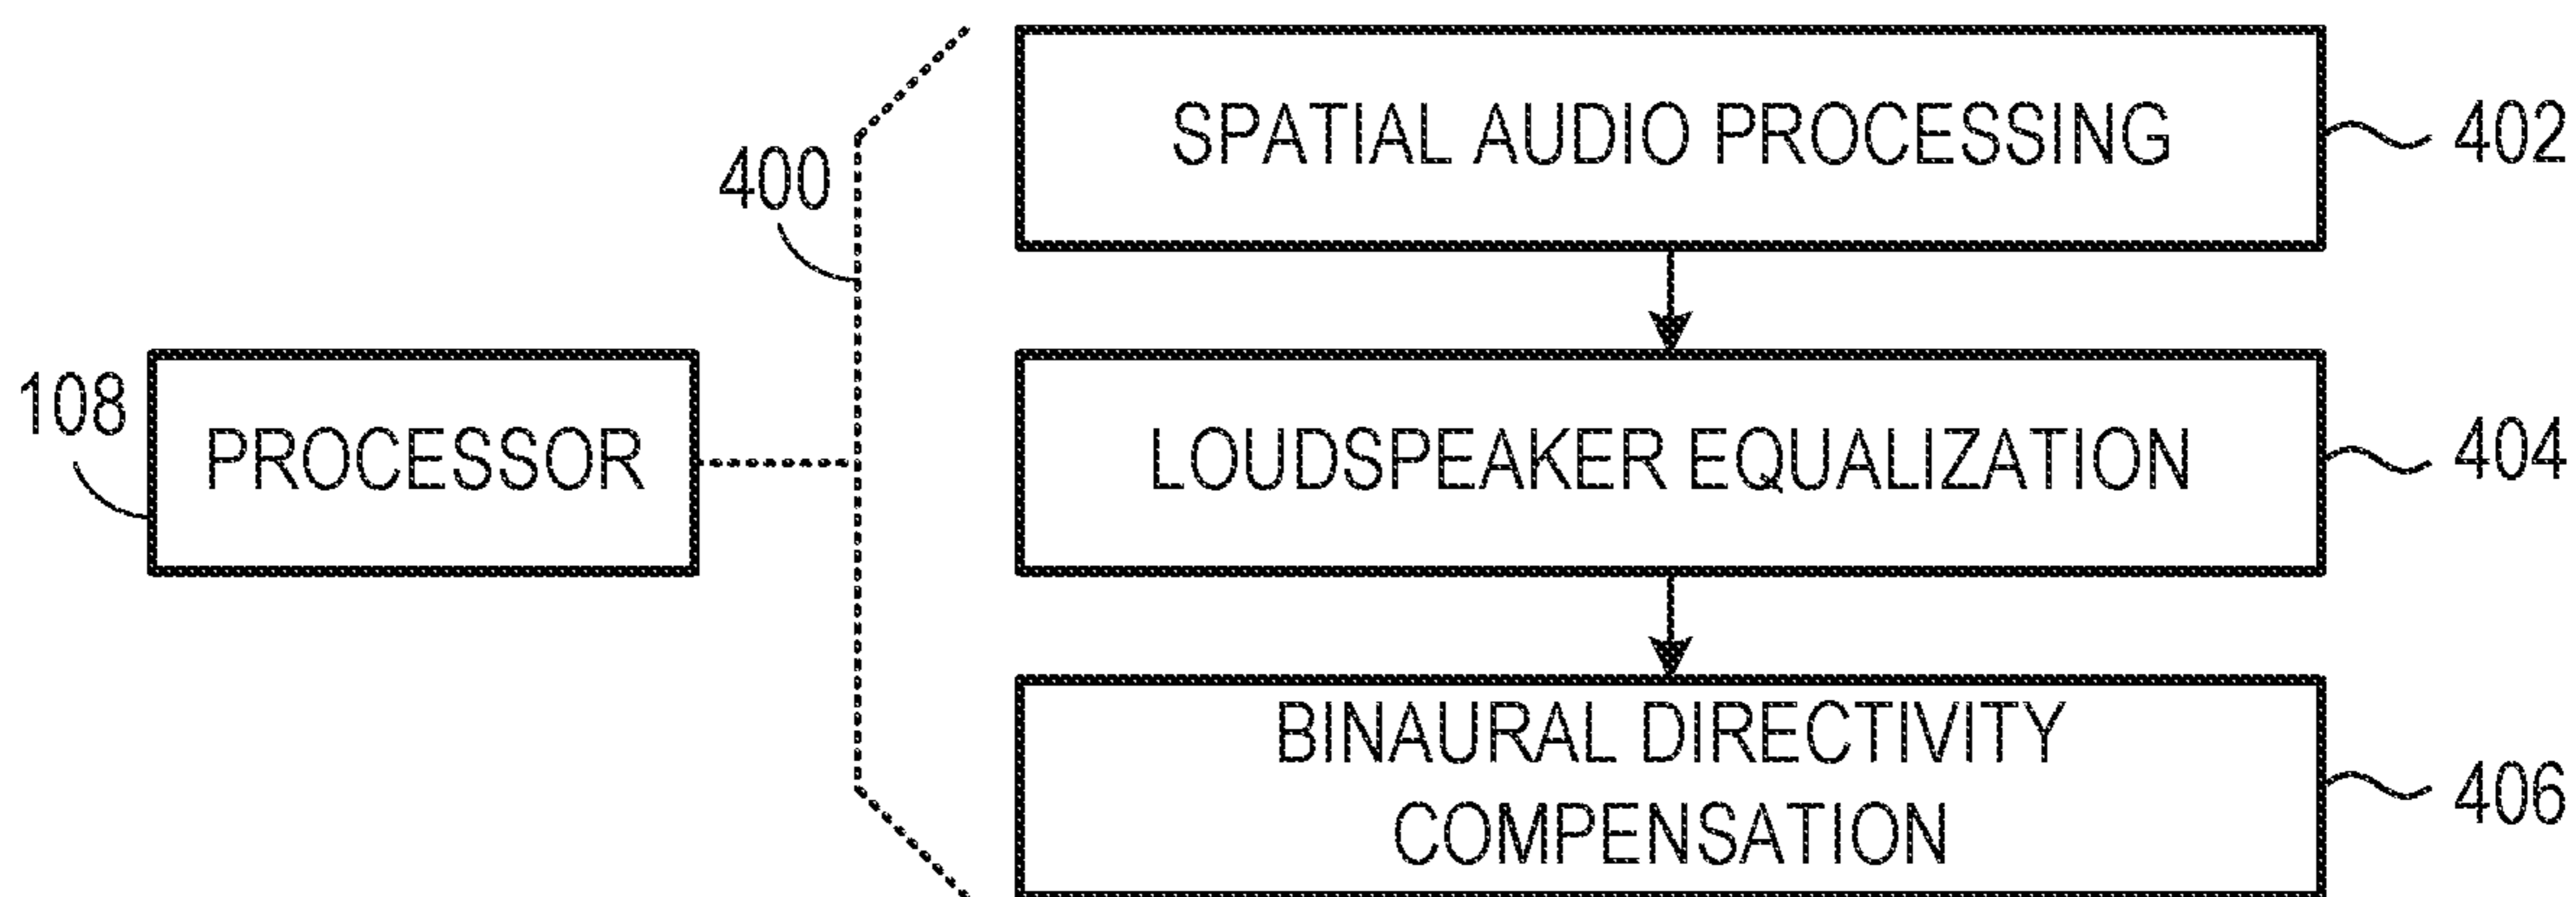 SPATIAL AUDIO PROCESSING
402
400
LOUDSPEAKER EQUALIZATION
404
108
PROCESSOR
BINAURAL DIRECTIVITY
COMPENSATION
406